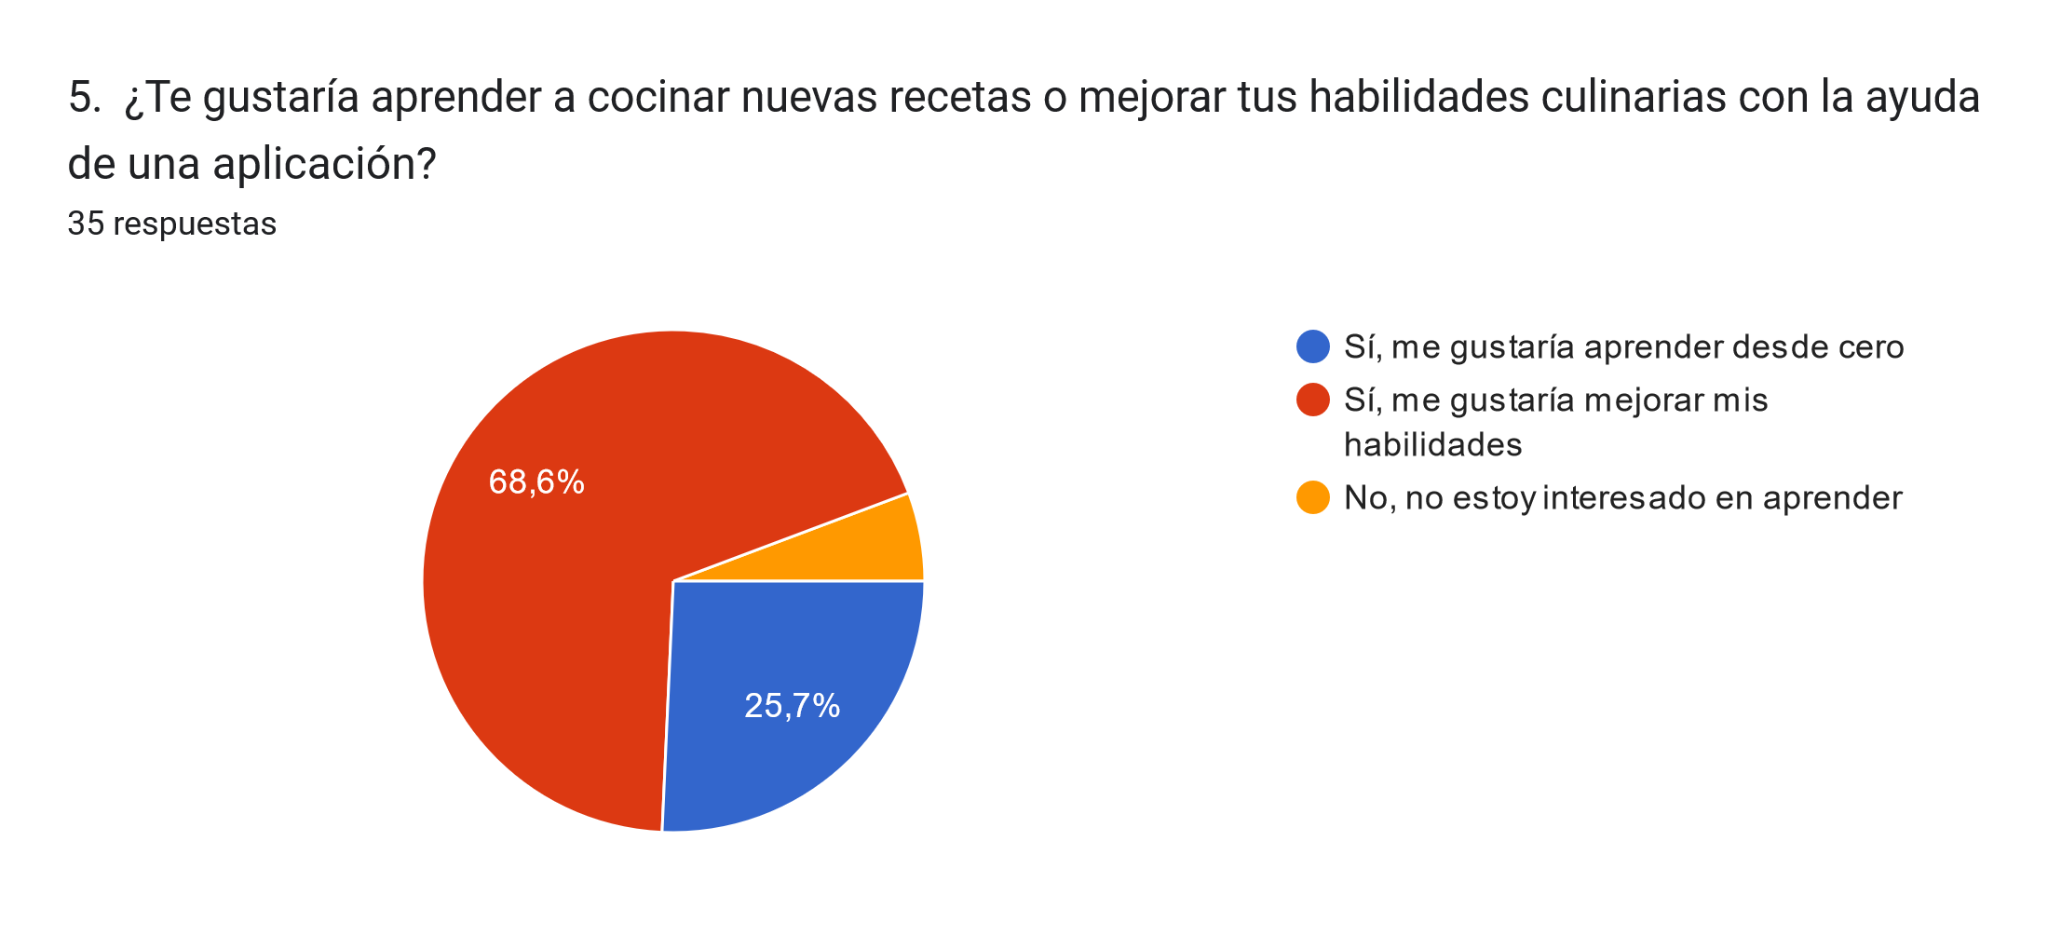 5.  ¿Te gustaría aprender a cocinar nuevas recetas o mejorar tus habilidades culinarias con la ayuda
de una aplicación?
35 respuestas
Sí, me gustaría aprender desde cero
Sí, me gustaría mejorar mis
habilidades
No, no estoy interesado en aprender
68,6%
25,7%